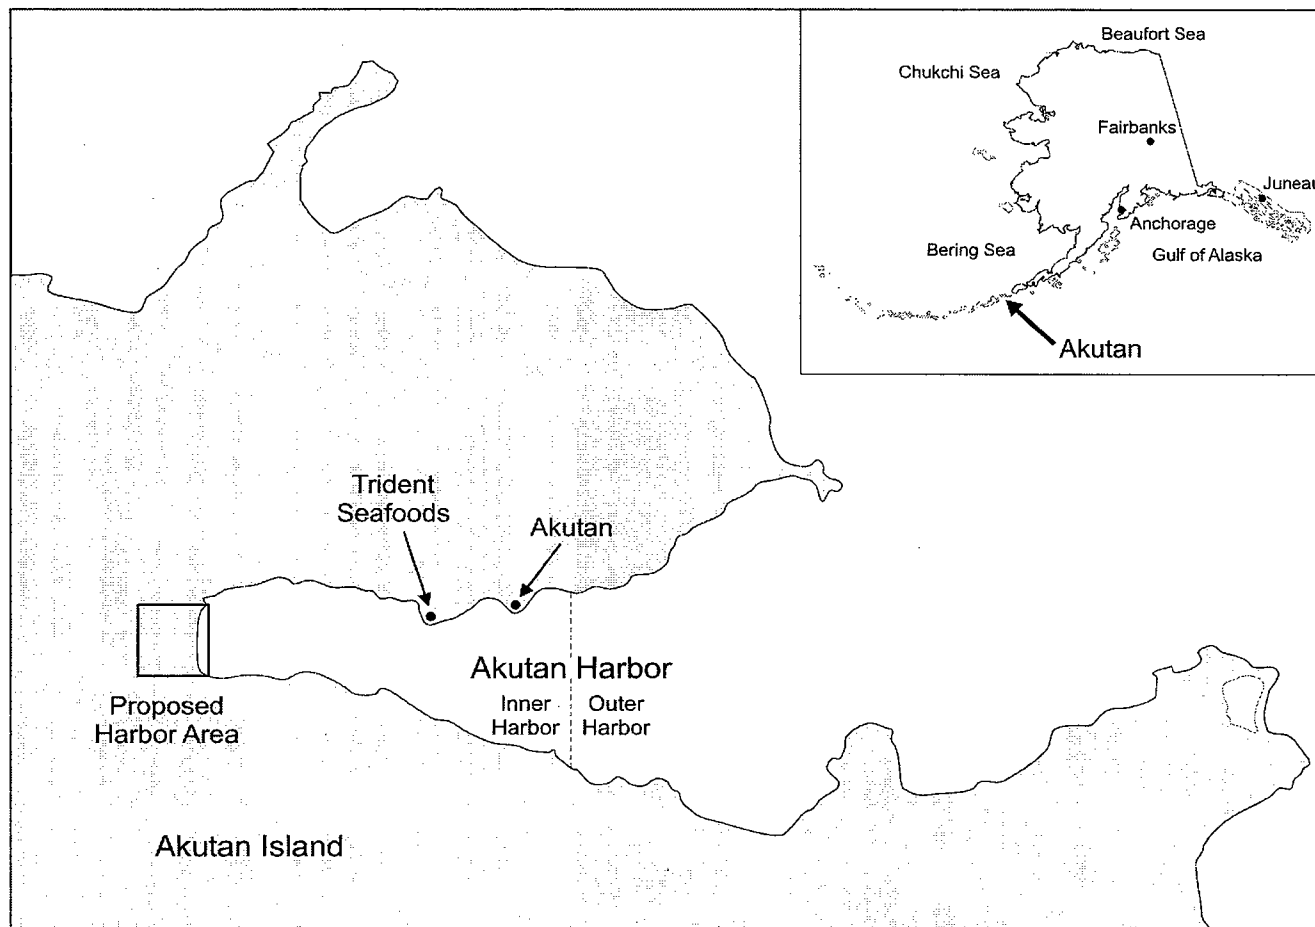 Beaufort Sea
Chukchi Sea
Fairbanks
Juneau
Anchorage
Bering Sea
Gulf of Alaska
Akutan
Trident
Seafoods
Akutan
Akutan Harbor
Inner
Harbor
Outer
Harbor
Proposed
Harbor Area
Akutan Island